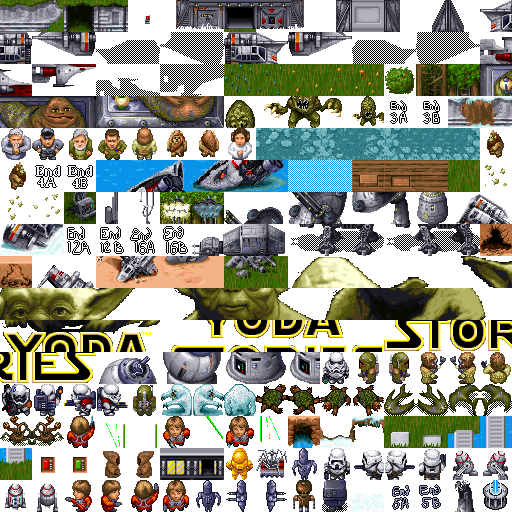 End 3A
End 3B
End 4A
End 4B
End 12A
End 12B
End 16A
End 16B
YODA
STOR
RIES
YODA
End 5A
End 5B